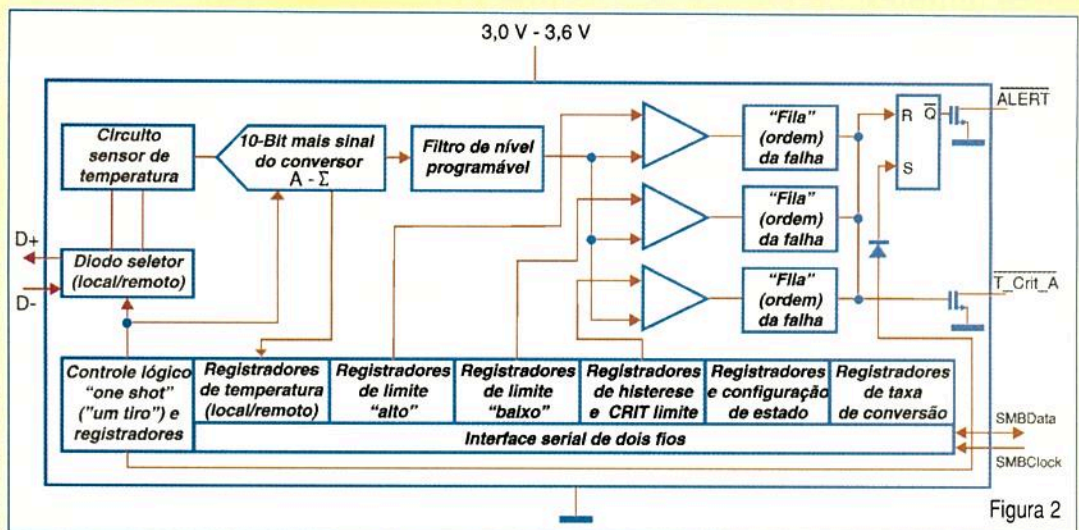 3,0 V - 3,6 V
Circuito
sensor de
temperatura
10-Bit mais sinal
do conversor
A - Σ
Filtro de nível
programável
"Fila"
(ordem)
da falha
R
Q
S
ALERT
D+
D-
Diodo seletor
(local/remoto)
"Fila"
(ordem)
da falha
"Fila"
(ordem)
da falha
T_Crit_A
Controle lógico
"one shot"
("um tiro") e
registradores
Registradores
de temperatura
(local/remoto)
Registradores
de limite
"alto"
Registradores
de limite
"baixo"
Registradores
de histerese
e CRIT limite
Registradores
e configuração
de estado
Registradores
de taxa
de conversão
Interface serial de dois fios
SMBData
SMBClock
Figura 2